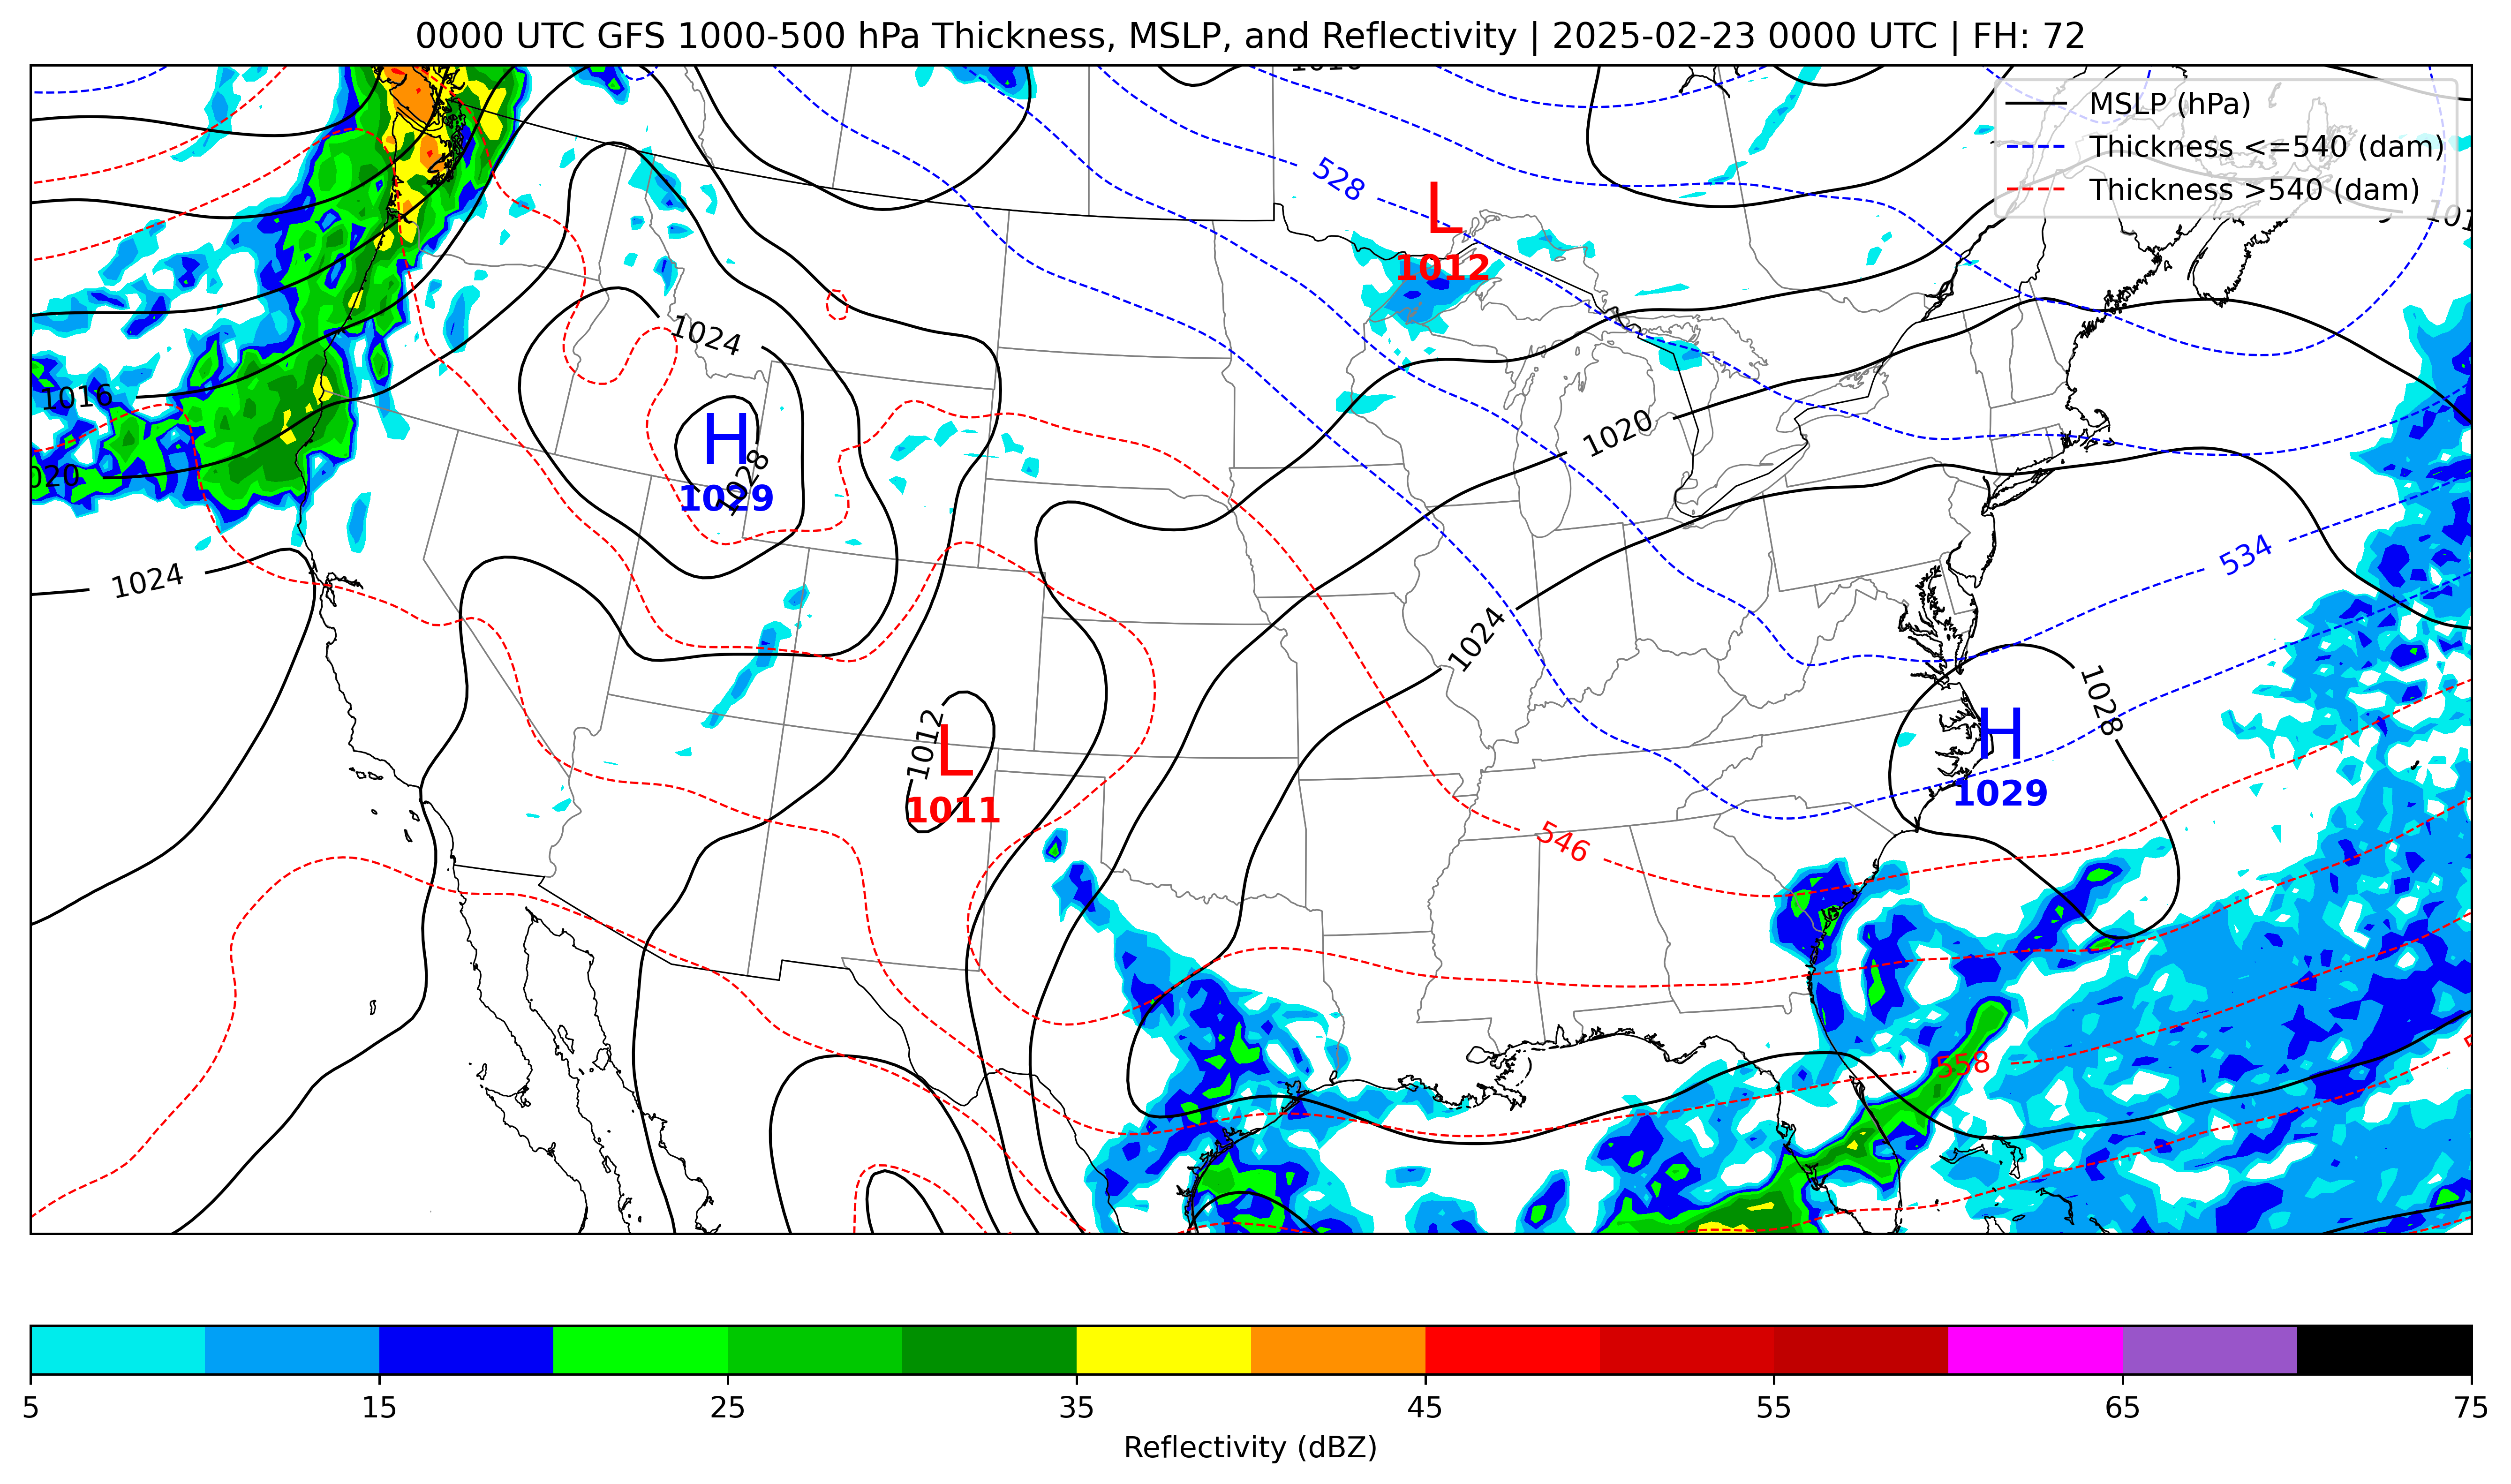 0000 UTC GFS 1000-500 hPa Thickness, MSLP, and Reflectivity | 2025-02-23 0000 UTC | FH: 72
MSLP (hPa)
Thickness <=540 (dam)
Thickness >540 (dam)
528
L
1012
1024
1016
1020
H
1028
1029
534
1024
1024
1028
1012
L
H
1011
1029
546
558
5
15
25
35
45
55
65
75
Reflectivity (dBZ)